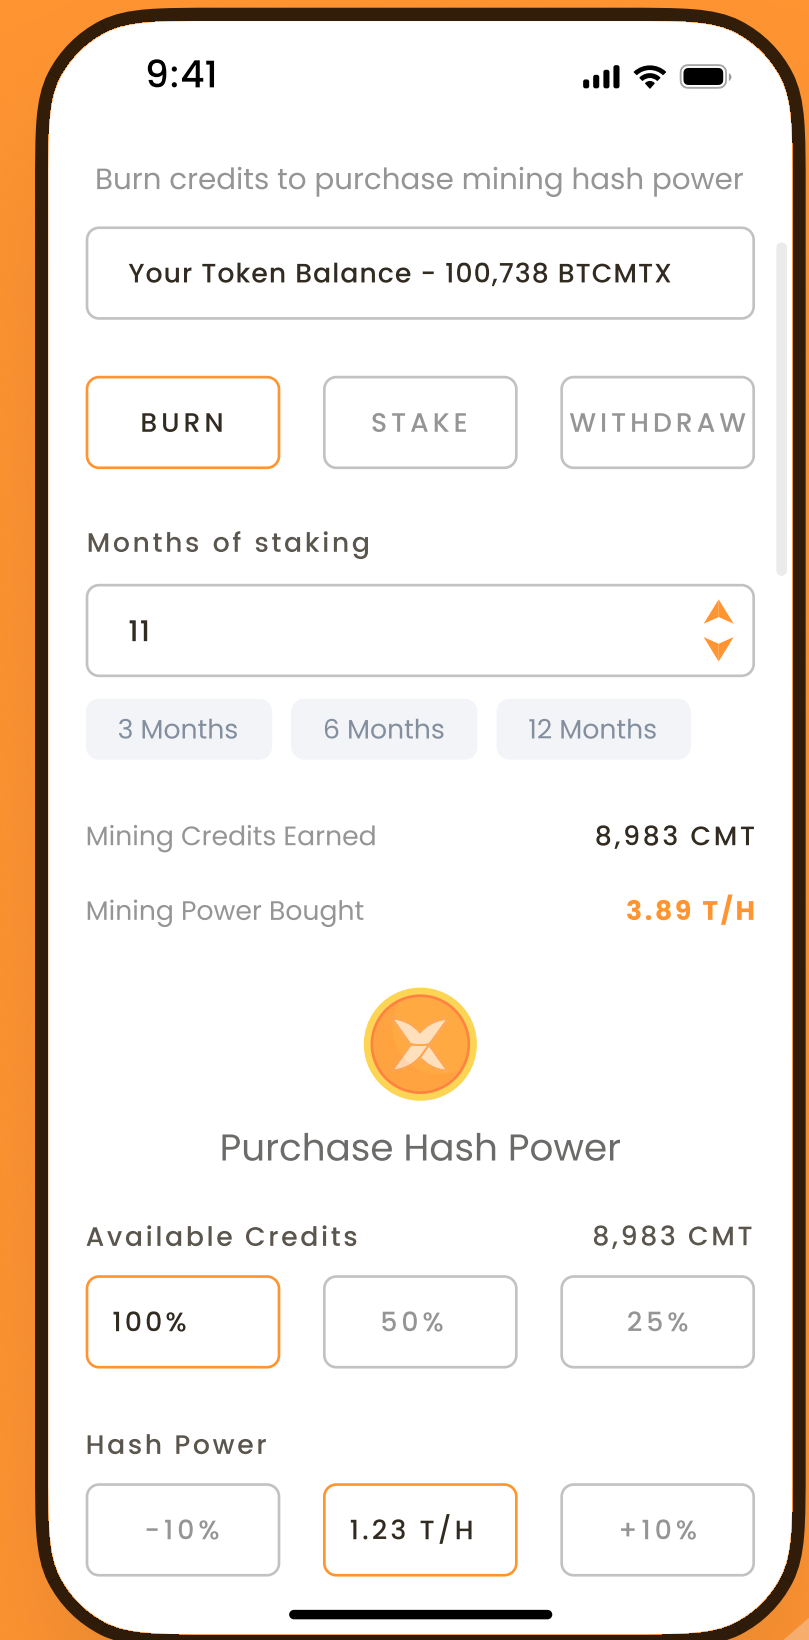 9:41
Burn credits to purchase mining hash power
Your Token Balance - 100,738 BTCMTX
BURN STAKE WITHDRAW
Months of staking
11
3 Months 6 Months 12 Months
Mining Credits Earned 8,983 CMT
Mining Power Bought 3.89 T/H
Purchase Hash Power
Available Credits 8,983 CMT
100% 50% 25%
Hash Power
-10% 1.23 T/H +10%